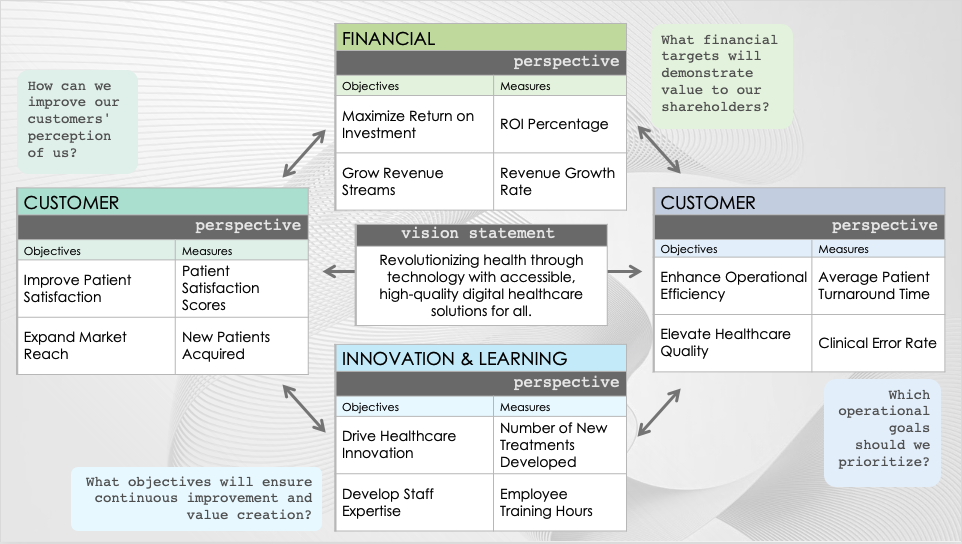 FINANCIAL
perspective
Objectives
Measures
Maximize Return on
Investment
ROI Percentage
Grow Revenue
Streams
Revenue Growth
Rate
What financial
targets will
demonstrate
value to our
shareholders?
How can we
improve our
customers'
perception
of us?
CUSTOMER
perspective
Objectives
Measures
Improve Patient
Satisfaction
Patient
Satisfaction
Scores
Expand Market
Reach
New Patients
Acquired
vision statement
Revolutionizing health through
technology with accessible,
high-quality digital healthcare
solutions for all.
CUSTOMER
perspective
Objectives
Measures
Enhance Operational
Efficiency
Average Patient
Turnaround Time
Elevate Healthcare
Quality
Clinical Error Rate
INNOVATION & LEARNING
perspective
Objectives
Measures
Drive Healthcare
Innovation
Number of New
Treatments
Developed
Develop Staff
Expertise
Employee
Training Hours
Which
operational
goals
should we
prioritize?
What objectives will ensure
continuous improvement and
value creation?